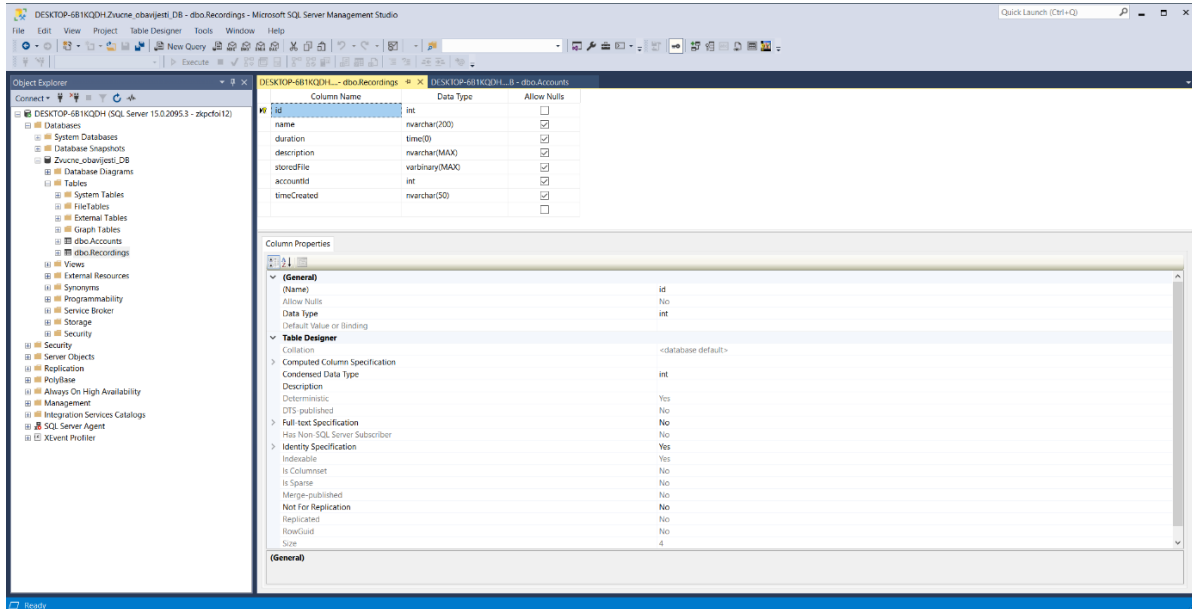 DESKTOP-6B1KQDH.Zvucne_obavijesti_DB - dbo.Recordings - Microsoft SQL Server Management Studio
Quick Launch (Ctrl+Q)
File Edit View Project Table Designer Tools Window Help
New Query
Execute
Object Explorer
Connect
DESKTOP-6B1KQDH (SQL Server 15.0.2095.3 - zkpcfoi12)
Databases
System Databases
Database Snapshots
Zvucne_obavijesti_DB
Database Diagrams
Tables
System Tables
FileTables
External Tables
Graph Tables
dbo.Accounts
dbo.Recordings
Views
External Resources
Synonyms
Programmability
Service Broker
Storage
Security
Security
Server Objects
Replication
PolyBase
Always On High Availability
Management
Integration Services Catalogs
SQL Server Agent
XEvent Profiler
DESKTOP-6B1KQDH....- dbo.Recordings DESKTOP-6B1KQDH....B - dbo.Accounts
Column Name Data Type Allow Nulls
id int
name nvarchar(200)
duration time(0)
description nvarchar(MAX)
storedFile varbinary(MAX)
accountId int
timeCreated nvarchar(50)
Column Properties
(General)
(Name) id
Allow Nulls No
Data Type int
Default Value or Binding
Table Designer
Collation <database default>
Computed Column Specification
Condensed Data Type int
Description
Deterministic Yes
DTS-published No
Full-text Specification No
Has Non-SQL Server Subscriber No
Identity Specification Yes
Indexable Yes
Is Columnset No
Is Sparse No
Merge-published No
Not For Replication No
Replicated No
RowGuid No
Size 4
(General)
Ready